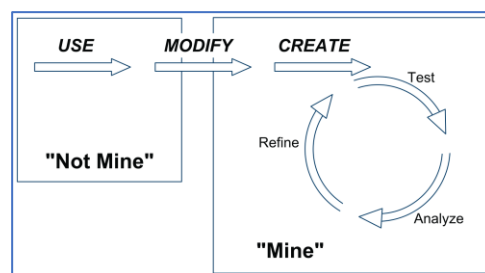 USE MODIFY CREATE
Test
Refine
"Not Mine"
Analyze
"Mine"